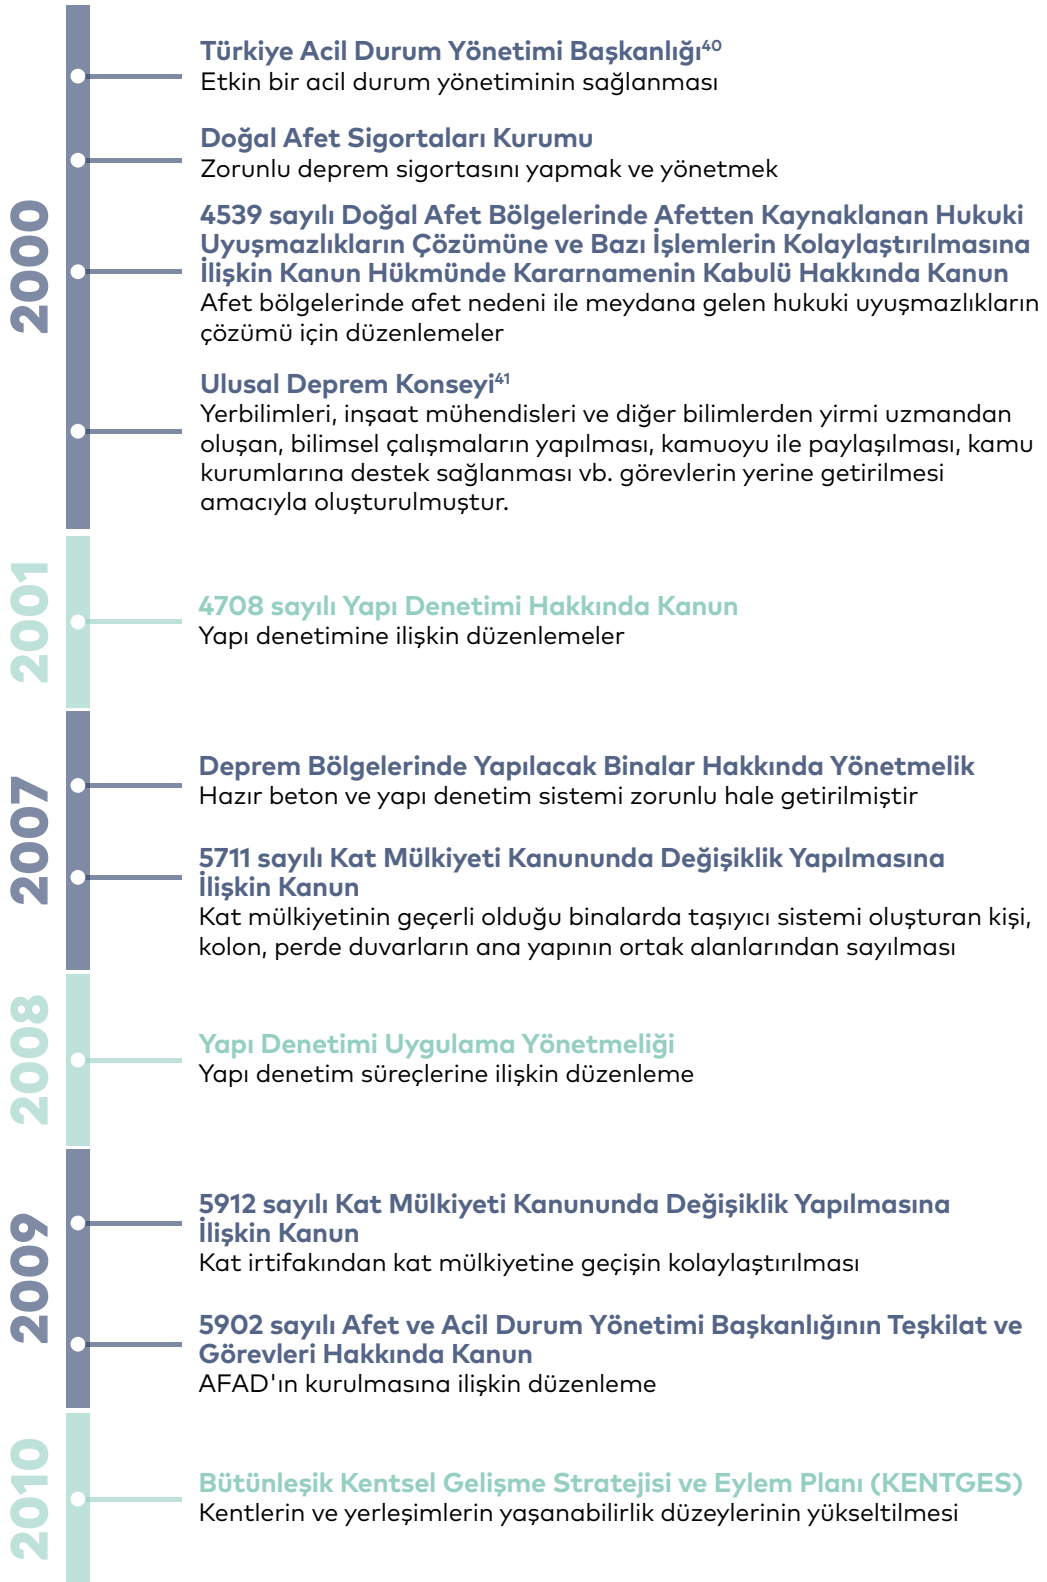 2000
Türkiye Acil Durum Yönetimi Başkanlığı⁴⁰
Etkin bir acil durum yönetiminin sağlanması
Doğal Afet Sigortaları Kurumu
Zorunlu deprem sigortasını yapmak ve yönetmek
4539 sayılı Doğal Afet Bölgelerinde Afetten Kaynaklanan Hukuki
Uyuşmazlıkların Çözümüne ve Bazı İşlemlerin Kolaylaştırılmasına
İlişkin Kanun Hükmünde Kararnamenin Kabulü Hakkında Kanun
Afet bölgelerinde afet nedeni ile meydana gelen hukuki uyuşmazlıkların
çözümü için düzenlemeler
Ulusal Deprem Konseyi⁴¹
Yerbilimleri, inşaat mühendisleri ve diğer bilimlerden yirmi uzmandan
oluşan, bilimsel çalışmaların yapılması, kamuoyu ile paylaşılması, kamu
kurumlarına destek sağlanması vb. görevlerin yerine getirilmesi
amacıyla oluşturulmuştur.
2001
4708 sayılı Yapı Denetimi Hakkında Kanun
Yapı denetimine ilişkin düzenlemeler
2007
Deprem Bölgelerinde Yapılacak Binalar Hakkında Yönetmelik
Hazır beton ve yapı denetim sistemi zorunlu hale getirilmiştir
5711 sayılı Kat Mülkiyeti Kanununda Değişiklik Yapılmasına
İlişkin Kanun
Kat mülkiyetinin geçerli olduğu binalarda taşıyıcı sistemi oluşturan kişi,
kolon, perde duvarların ana yapının ortak alanlarından sayılması
2008
Yapı Denetimi Uygulama Yönetmeliği
Yapı denetim süreçlerine ilişkin düzenleme
2009
5912 sayılı Kat Mülkiyeti Kanununda Değişiklik Yapılmasına
İlişkin Kanun
Kat irtifakından kat mülkiyetine geçişin kolaylaştırılması
5902 sayılı Afet ve Acil Durum Yönetimi Başkanlığının Teşkilat ve
Görevleri Hakkında Kanun
AFAD'ın kurulmasına ilişkin düzenleme
2010
Bütünleşik Kentsel Gelişme Stratejisi ve Eylem Planı (KENTGES)
Kentlerin ve yerleşimlerin yaşanabilirlik düzeylerinin yükseltilmesi